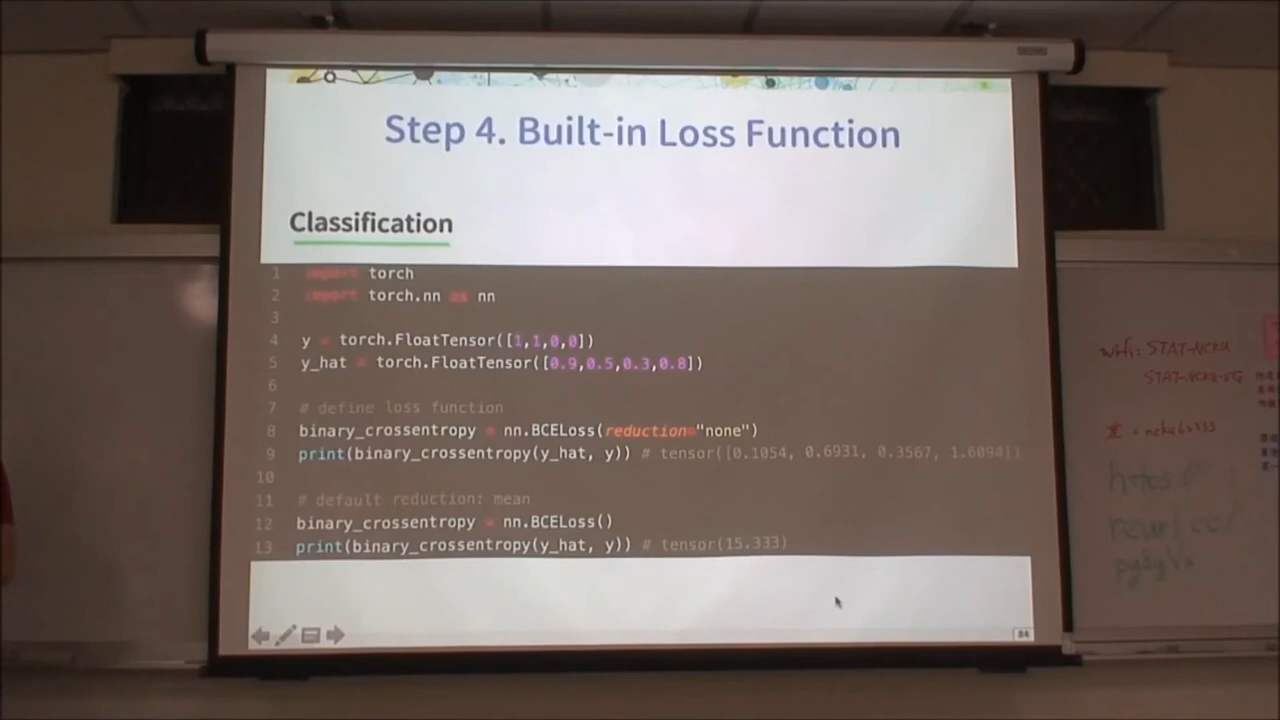 Step 4. Built-in Loss Function
Classification
1 import torch
2 import torch.nn as nn
3
4 y = torch.FloatTensor([1,1,0,0])
5 y_hat = torch.FloatTensor([0.9,0.5,0.3,0.8])
6
7 # define loss function
8 binary_crossentropy = nn.BCELoss(reduction="none")
9 print(binary_crossentropy(y_hat, y)) # tensor([0.1054, 0.6931, 0.3567, 1.6094])
10
11 # default reduction: mean
12 binary_crossentropy = nn.BCELoss()
13 print(binary_crossentropy(y_hat, y)) # tensor(15.333)
84
wifi: STAT-NCKU
STAT-NCKU-5G
https://